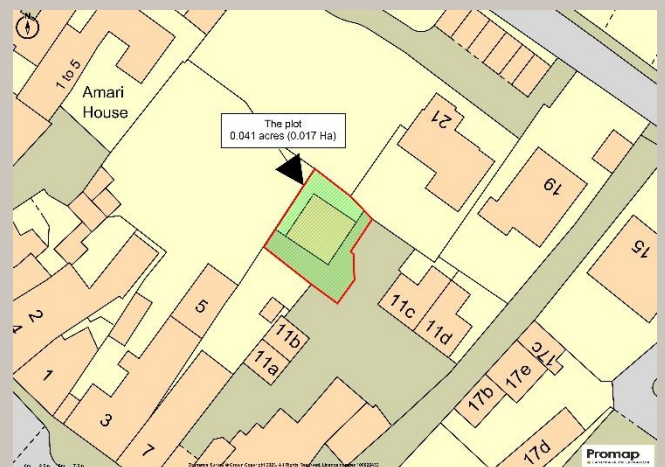 1 to 5
Amari
House
The plot
0.041 acres (0.017 Ha)
21
19
15
5
11c
11d
11b
11a
17c
17e
17b
17d
2
1
3
7
Promap